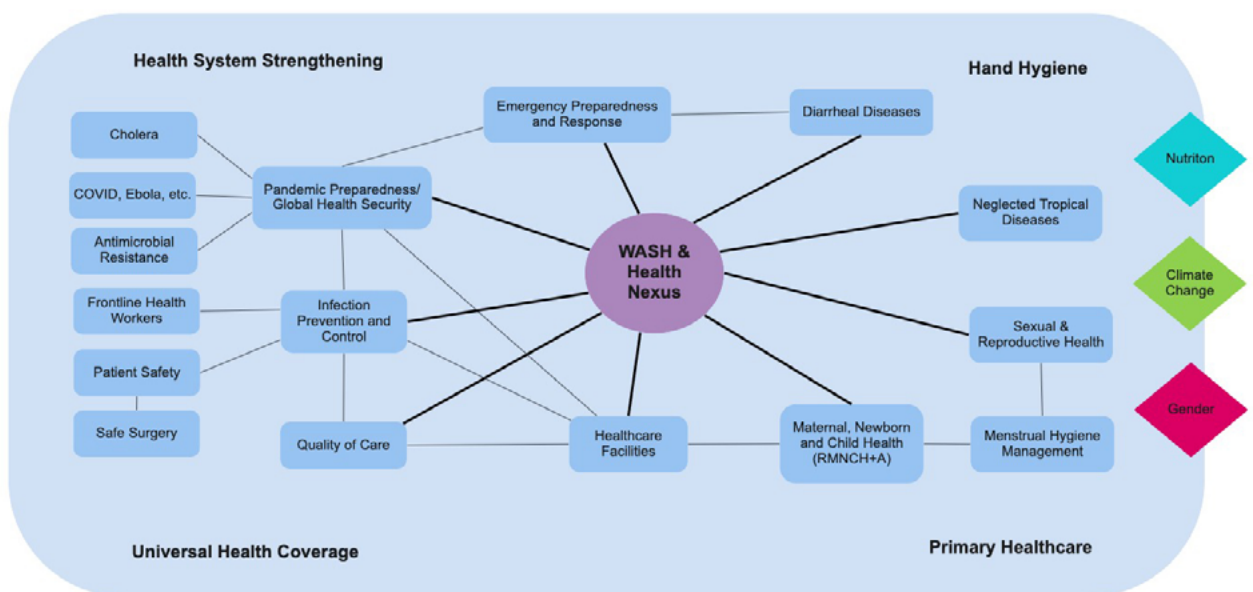 Health System Strengthening
Hand Hygiene
Emergency Preparedness
and Response
Diarrheal Diseases
Cholera
Nutriton
COVID, Ebola, etc.
Pandemic Preparedness/
Global Health Security
Neglected Tropical
Diseases
Antimicrobial
Resistance
WASH &
Health
Nexus
Climate
Change
Frontline Health
Workers
Infection
Prevention and
Control
Sexual &
Reproductive Health
Patient Safety
Gender
Safe Surgery
Quality of Care
Healthcare
Facilities
Maternal, Newborn
and Child Health
(RMNCH+A)
Menstrual Hygiene
Management
Universal Health Coverage
Primary Healthcare